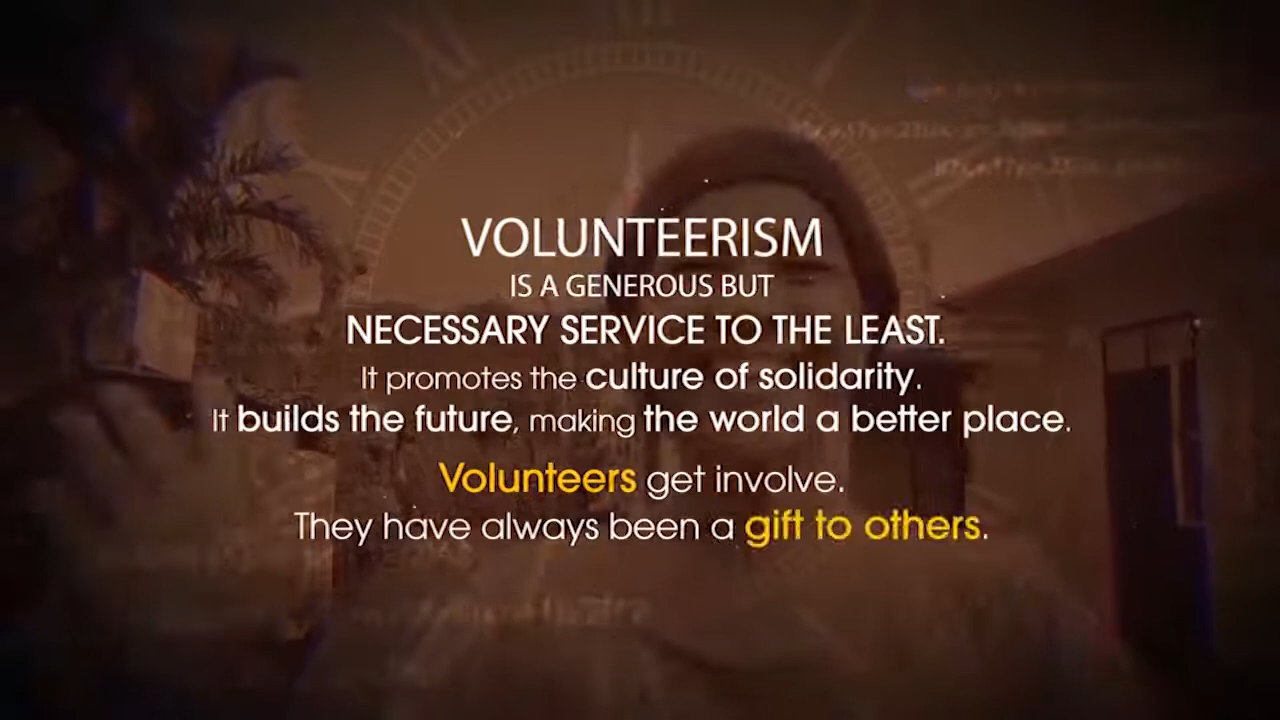 VOLUNTEERISM
IS A GENEROUS BUT
NECESSARY SERVICE TO THE LEAST.
It promotes the culture of solidarity.
It builds the future, making the world a better place.
Volunteers get involve.
They have always been a gift to others.